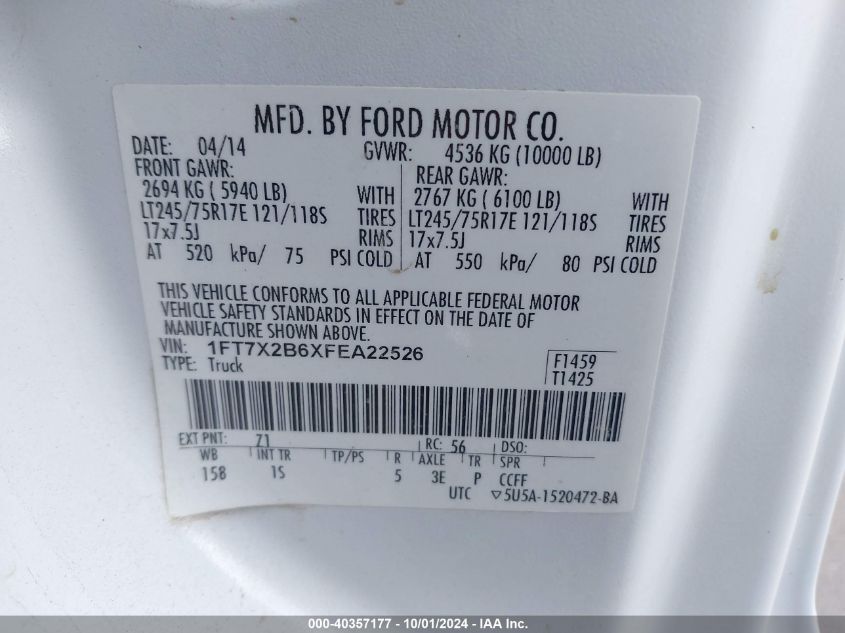 MFD. BY FORD MOTOR CO.
DATE: 04/14 GVWR: 4536 KG (10000 LB)
FRONT GAWR: REAR GAWR:
2694 KG ( 5940 LB) WITH 2767 KG ( 6100 LB) WITH
LT245/75R17E 121/118S TIRES LT245/75R17E 121/118S TIRES
17x7.5J RIMS 17x7.5J RIMS
AT 520 kPa/ 75 PSI COLD AT 550 kPa/ 80 PSI COLD
THIS VEHICLE CONFORMS TO ALL APPLICABLE FEDERAL MOTOR
VEHICLE SAFETY STANDARDS IN EFFECT ON THE DATE OF
MANUFACTURE SHOWN ABOVE.
VIN: 1FT7X2B6XFEA22526 F1459
TYPE: Truck T1425
EXT PNT: Z1 RC: 56 DSO:
WB INT TR TP/PS R AXLE TR SPR
158 1S 5 3E P CCFF
UTC ▽5U5A-1520472-BA
000-40357177 - 10/01/2024 - IAA Inc.